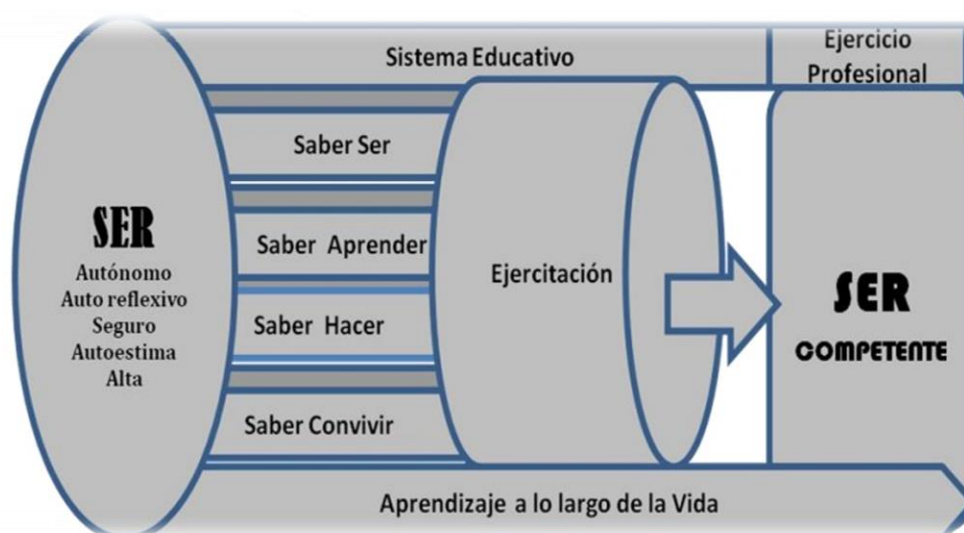 Sistema Educativo
Ejercicio
Profesional
SER
Autónomo
Auto reflexivo
Seguro
Autoestima
Alta
Saber Ser
Saber Aprender
Saber Hacer
Saber Convivir
Ejercitación
SER
COMPETENTE
Aprendizaje a lo largo de la Vida